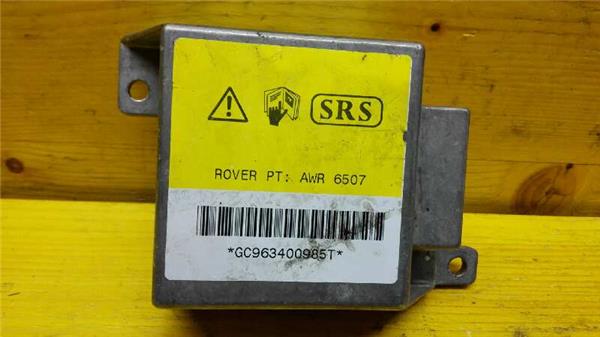 SRS
ROVER PT: AWR 6507
*GC963400985T*